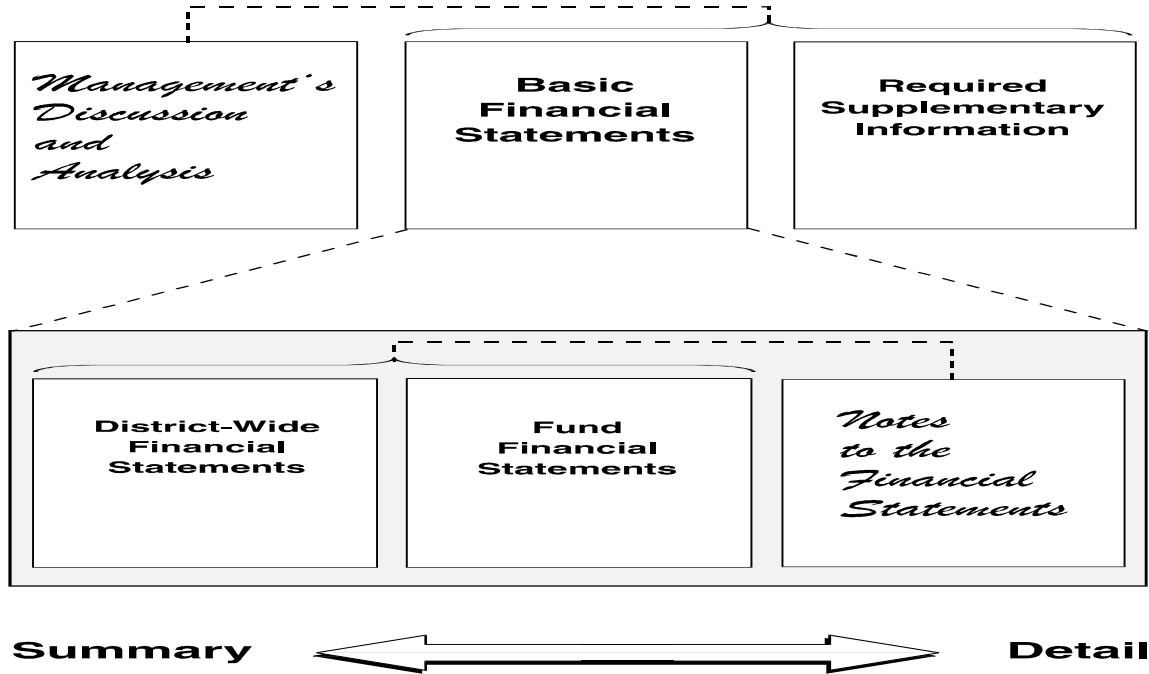 Management's
Discussion
and
Analysis
Basic
Financial
Statements
Required
Supplementary
Information
District-Wide
Financial
Statements
Fund
Financial
Statements
Notes
to the
Financial
Statements
Summary
Detail